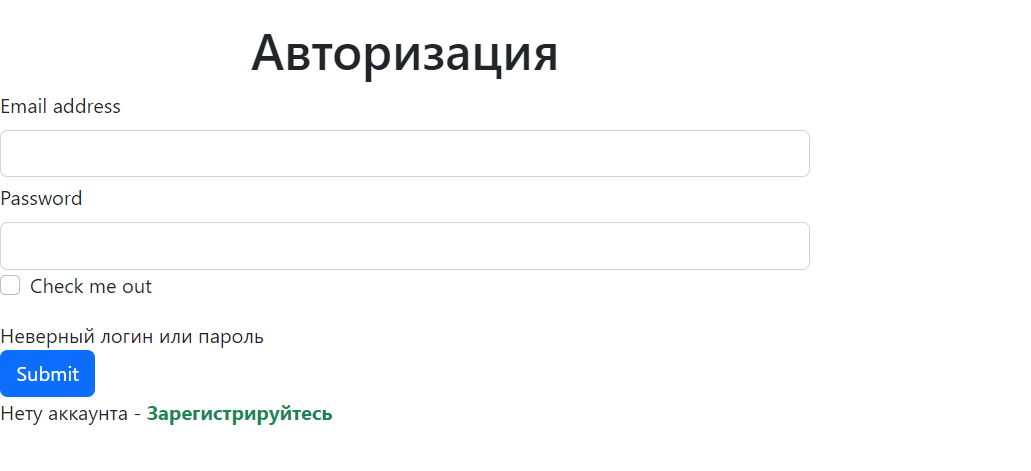 Авторизация
Email address
Password
Check me out
Неверный логин или пароль
Submit
Нету аккаунта - Зарегистрируйтесь